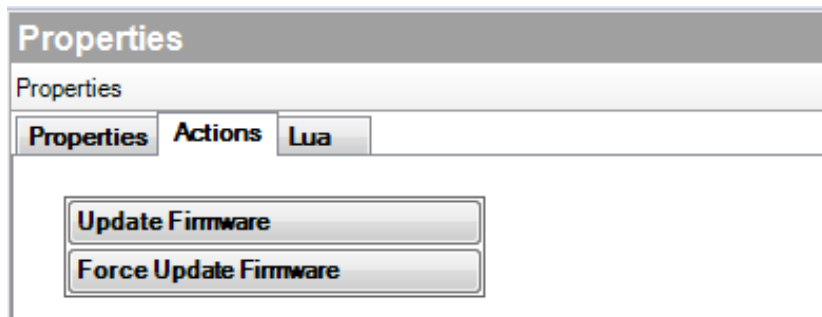 Properties
Properties
Properties Actions Lua
Update Firmware
Force Update Firmware